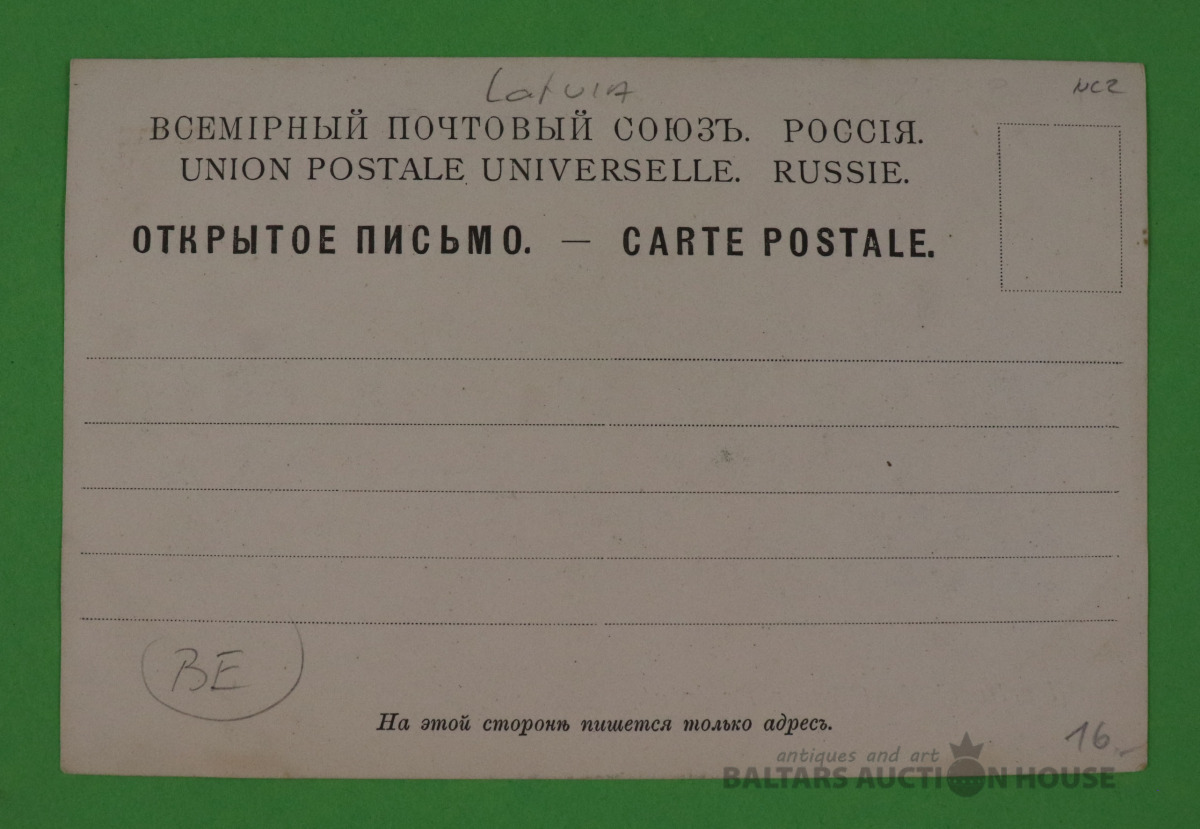 Latvia
NCZ
ВСЕМІРНЫЙ ПОЧТОВЫЙ СОЮЗЪ. РОССІЯ.
UNION POSTALE UNIVERSELLE. RUSSIE.
ОТКРЫТОЕ ПИСЬМО. — CARTE POSTALE.
BE
На этой сторонѣ пишется только адресъ.
16
antiques and art
BALTARS AUCTION HOUSE